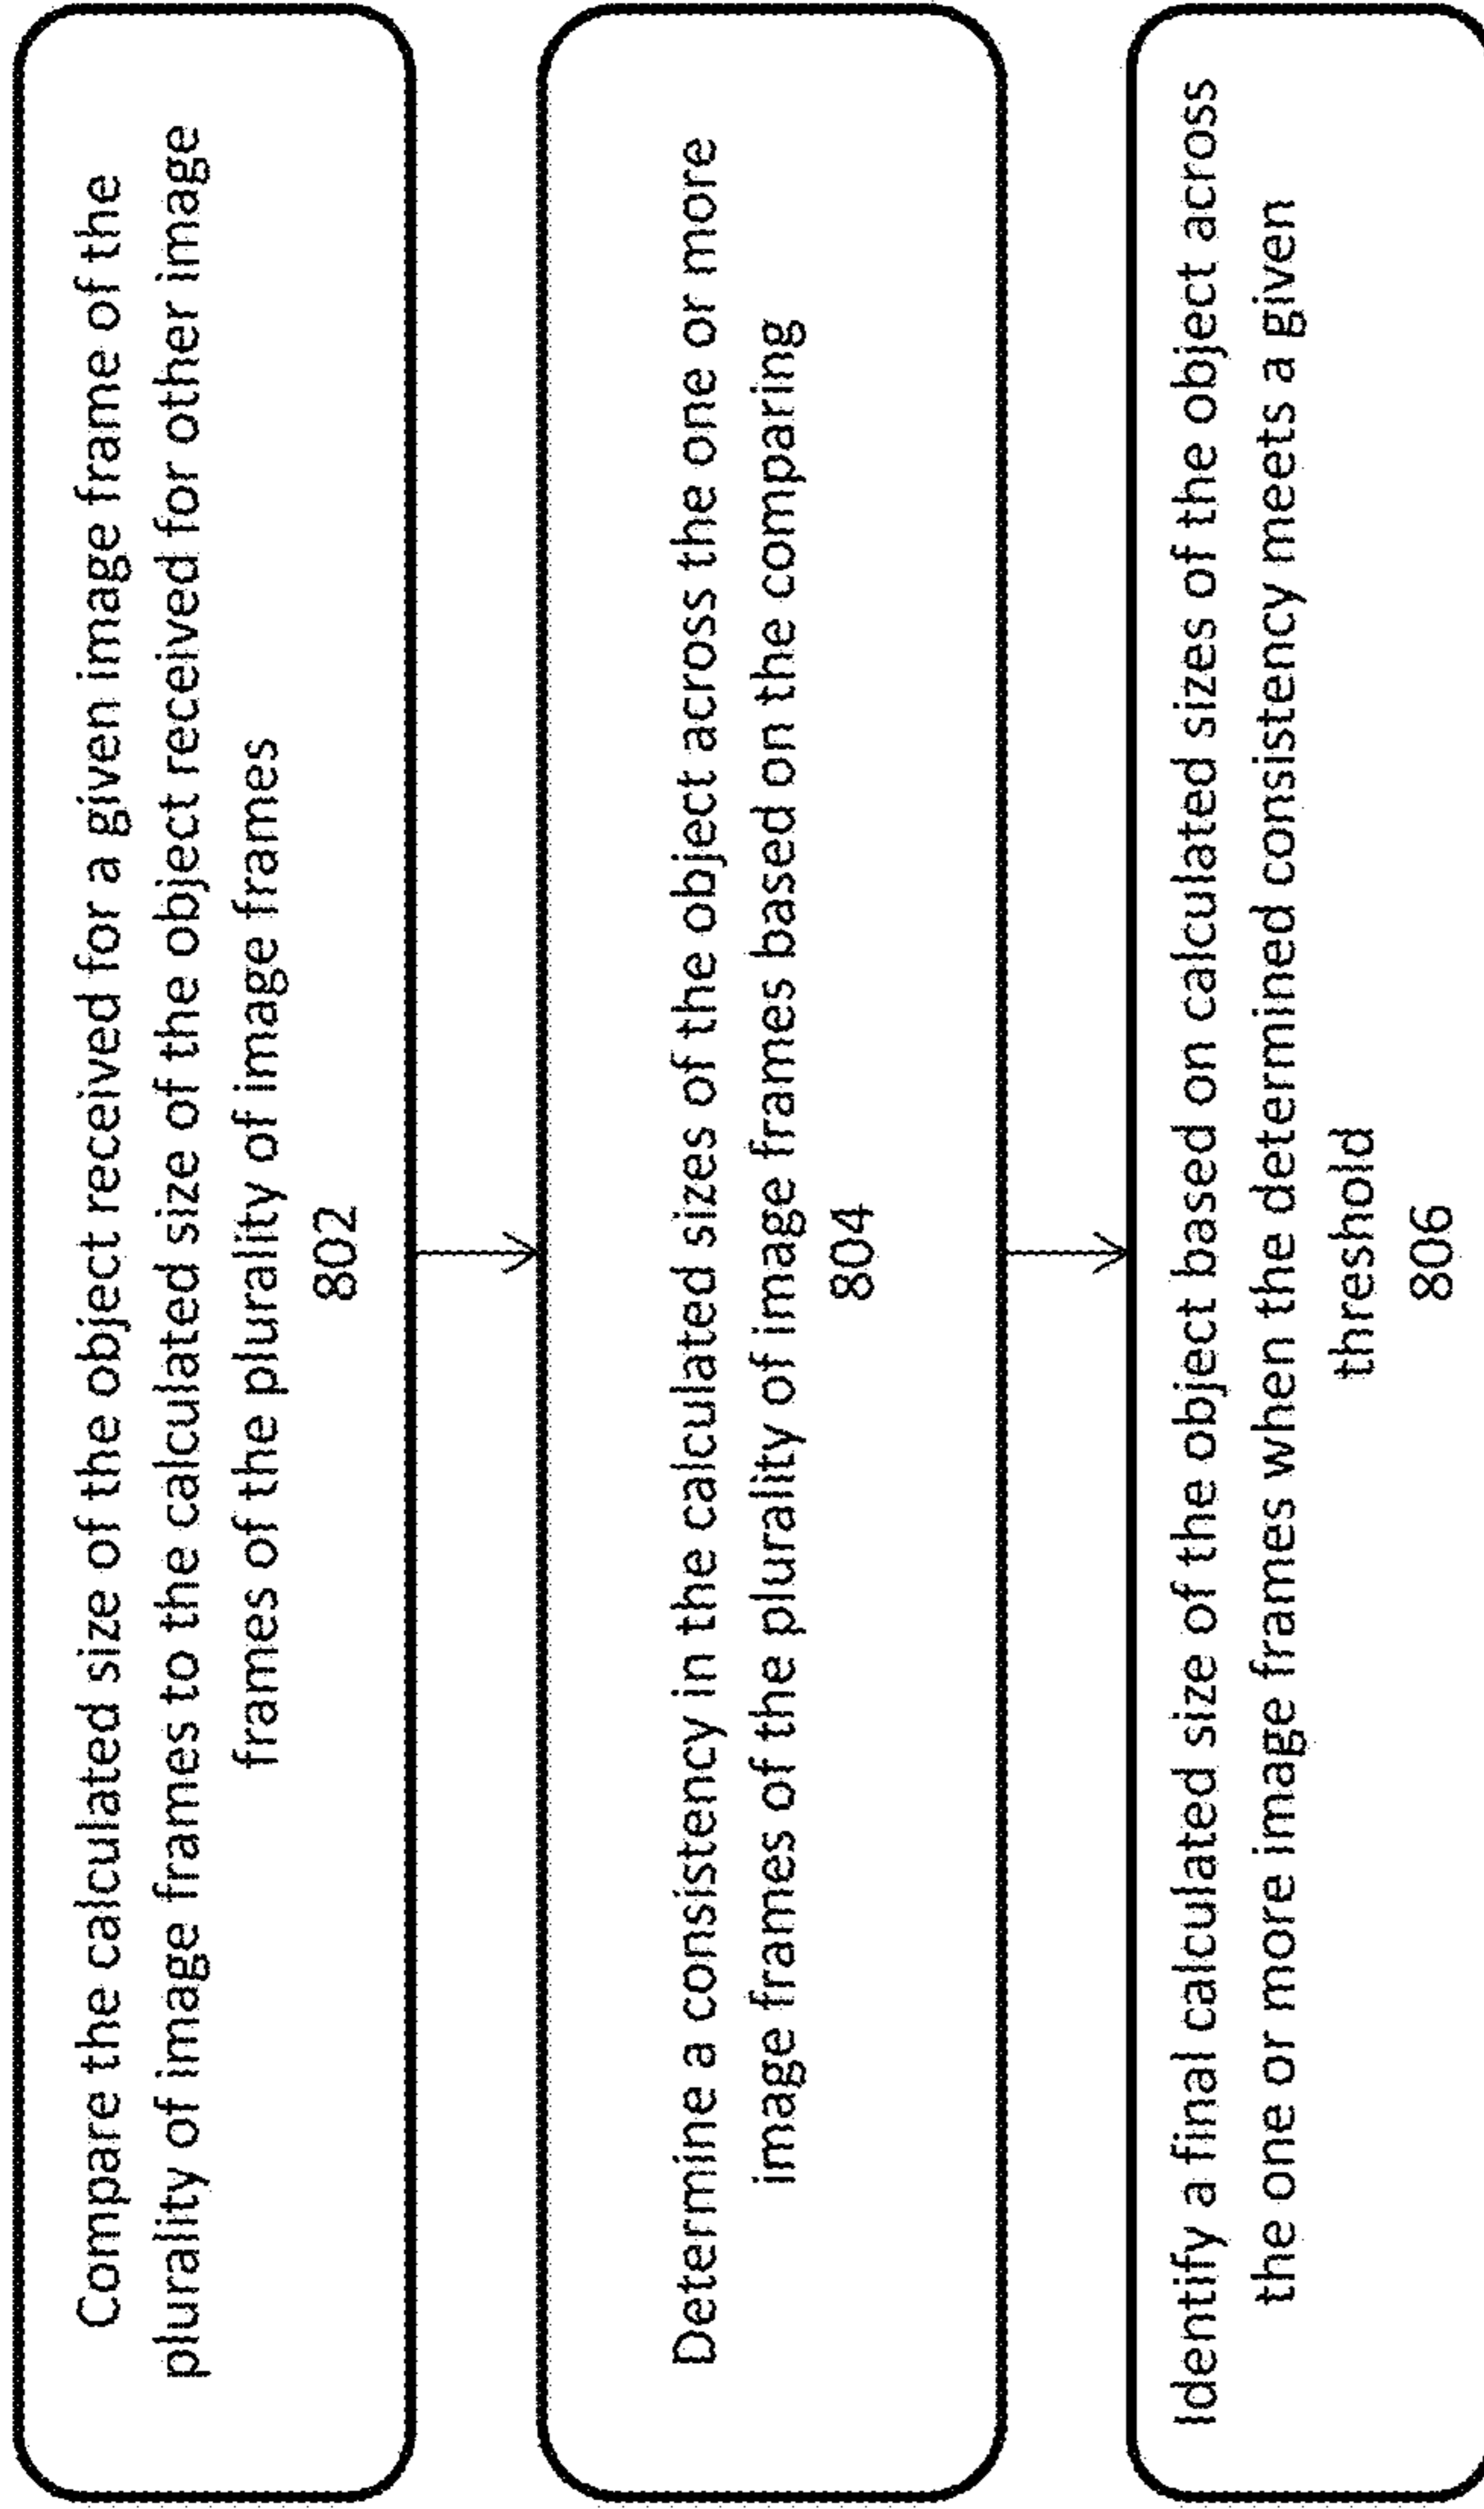 Compare the calculated size of the object received for a given image frame of the
plurality of image frames to the calculated size of the object received for other image
frames of the plurality of image frames
802
Determine a consistency in the calculated sizes of the object across the one or more
image frames of the plurality of image frames based on the comparing
804
Identify a final calculated size of the object based on calculated sizes of the object across
the one or more image frames when the determined consistency meets a given
threshold
806